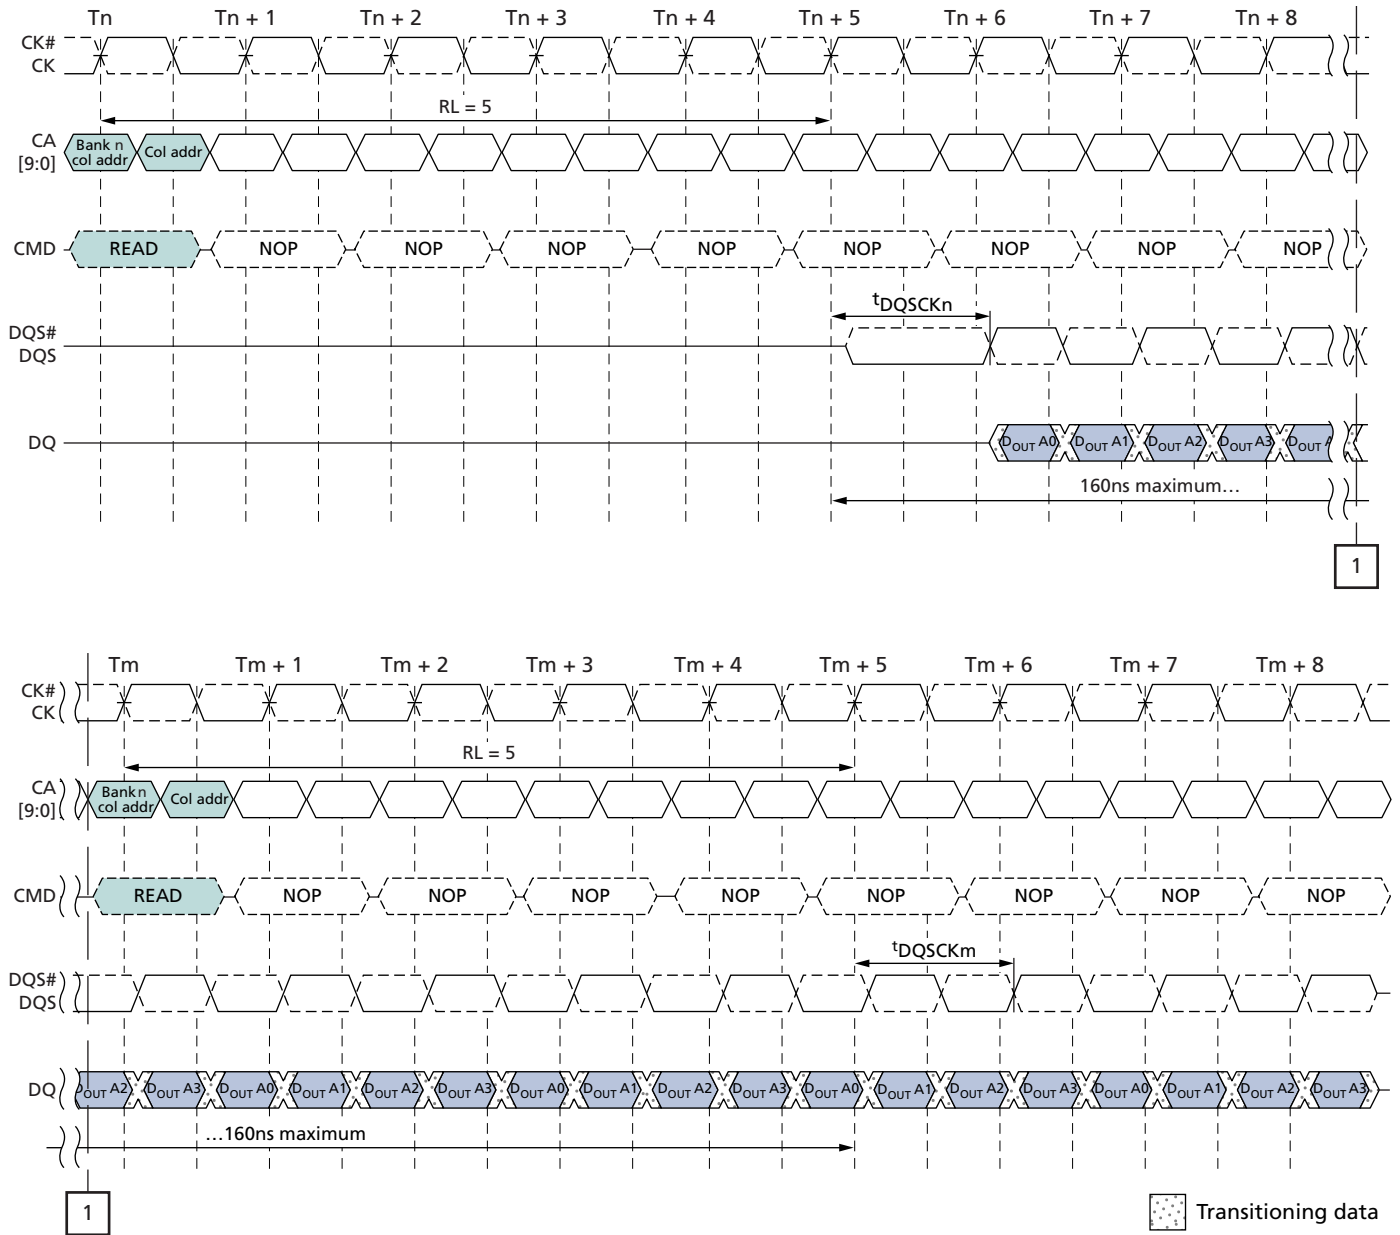 Tn Tn + 1 Tn + 2 Tn + 3 Tn + 4 Tn + 5 Tn + 6 Tn + 7 Tn + 8
CK#
CK
RL = 5
CA
[9:0]
Bank n
col addr
Col addr
CMD READ NOP NOP NOP NOP NOP NOP NOP NOP
tDQSCKn
DQS#
DQS
DQ DOUT A0 DOUT A1 DOUT A2 DOUT A3 DOUT
160ns maximum…
1
Tm Tm + 1 Tm + 2 Tm + 3 Tm + 4 Tm + 5 Tm + 6 Tm + 7 Tm + 8
CK#
CK
RL = 5
CA
[9:0]
Bank n
col addr
Col addr
CMD READ NOP NOP NOP NOP NOP NOP NOP NOP
tDQSCKm
DQS#
DQS
DQ DOUT A2 DOUT A3 DOUT A0 DOUT A1 DOUT A2 DOUT A3 DOUT A0 DOUT A1 DOUT A2 DOUT A3 DOUT A0 DOUT A1 DOUT A2 DOUT A3 DOUT A0 DOUT A1 DOUT A2 DOUT A3
…160ns maximum
1
Transitioning data